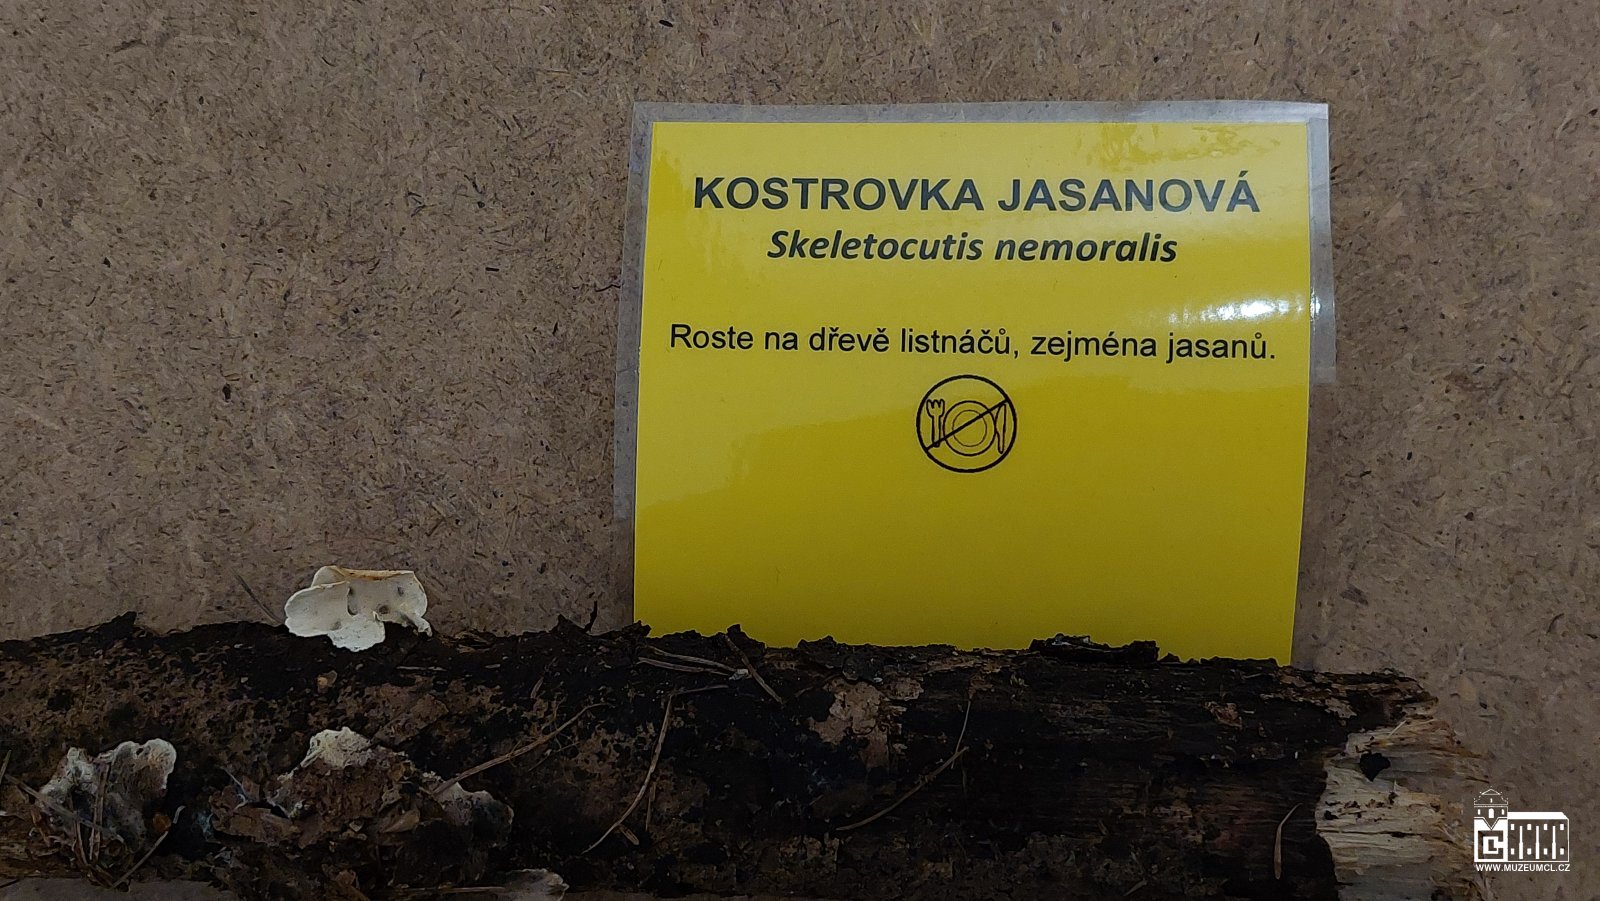 KOSTROVKA JASANOVÁ
Skeletocutis nemoralis
Roste na dřevě listnáčů, zejména jasanů.
WWW.MUZEUMCL.CZ